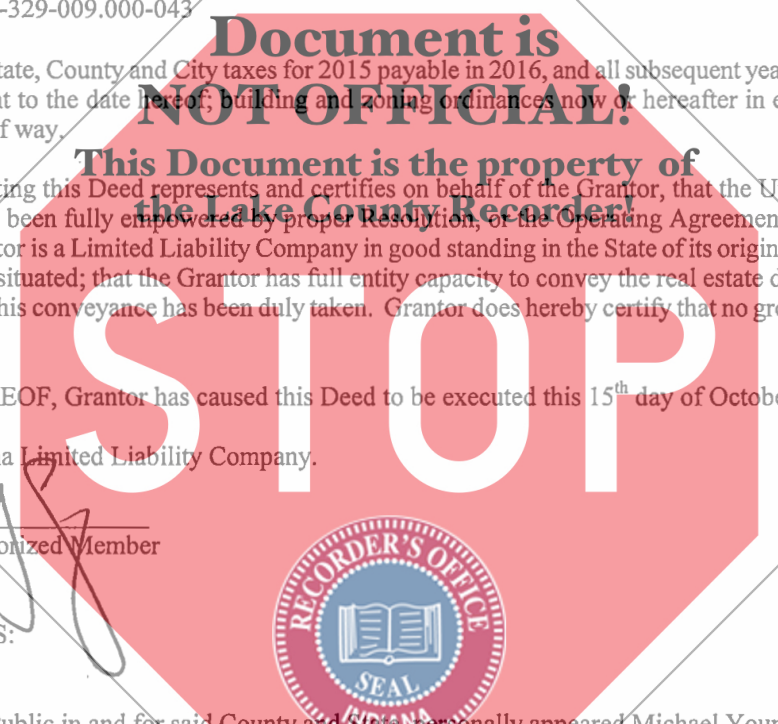 -329-009.000-043
Document is
tate, County and City taxes for 2015 payable in 2016, and all subsequent yea
nt to the date hereof; building and zoning ordinances now or hereafter in e
NOT OFFICIAL!
f way.
This Document is the property of
ting this Deed represents and certifies on behalf of the Grantor, that the U
the Lake County Recorder!
been fully empowered by proper Resolution, or the Operating Agreemen
tor is a Limited Liability Company in good standing in the State of its origin
situated; that the Grantor has full entity capacity to convey the real estate d
his conveyance has been duly taken. Grantor does hereby certify that no gro
STOP
EOF, Grantor has caused this Deed to be executed this 15th day of Octobe
a Limited Liability Company.
orized Member
RECORDER'S OFFICE
SEAL
INDIANA
S:
Public in and for said County and State, personally appeared Michael You